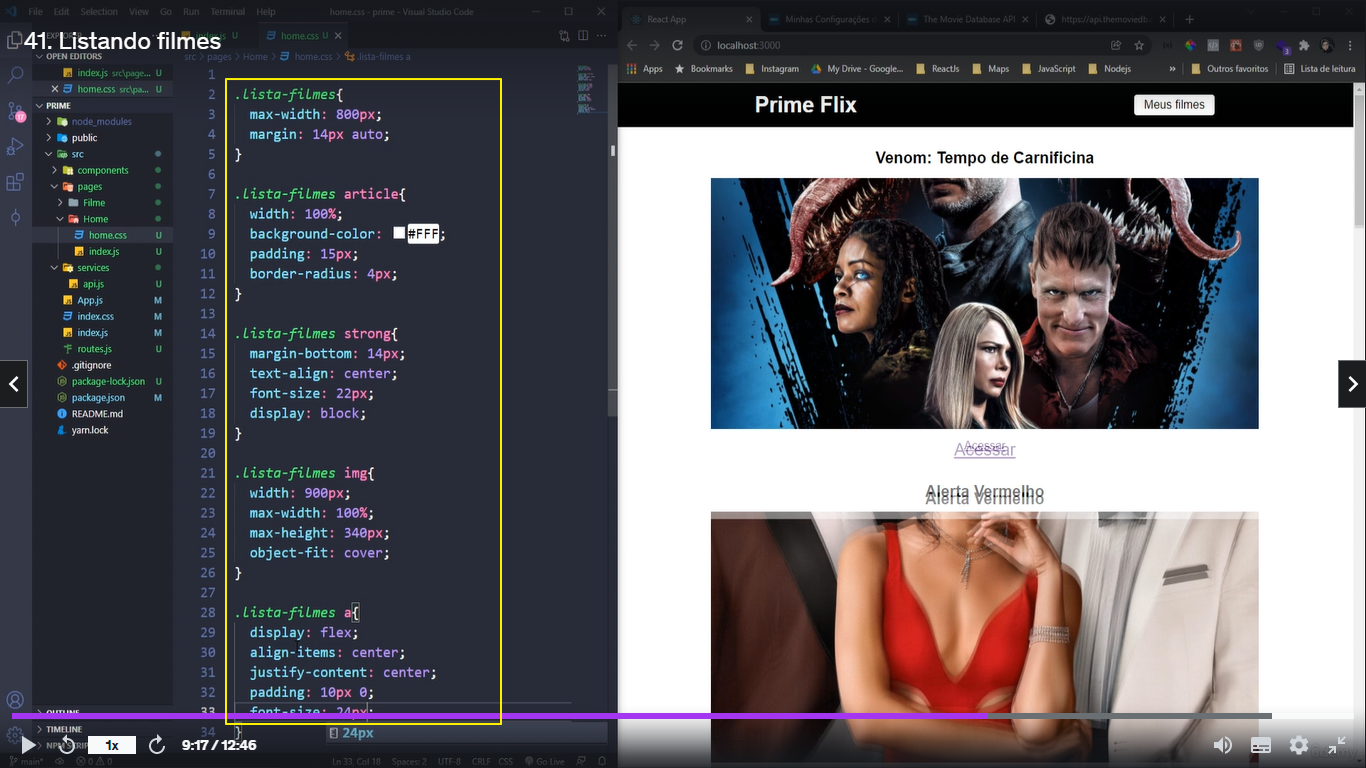 File Edit Selection View Go Run Terminal Help home.css - prime - Visual Studio Code
41. Listando filmes
home.css U
src > pages > Home > home.css > .lista-filmes a
OPEN EDITORS
index.js src\page... U
home.css src\pa... U
PRIME
node_modules
public
src
components
pages
Filme
Home
home.css U
index.js U
services
api.js U
App.js M
index.css M
index.js M
routes.js U
.gitignore
package-lock.json U
package.json M
README.md
yarn.lock
OUTLINE
TIMELINE
1
2 .lista-filmes{
3 max-width: 800px;
4 margin: 14px auto;
5 }
6
7 .lista-filmes article{
8 width: 100%;
9 background-color: #FFF;
10 padding: 15px;
11 border-radius: 4px;
12 }
13
14 .lista-filmes strong{
15 margin-bottom: 14px;
16 text-align: center;
17 font-size: 22px;
18 display: block;
19 }
20
21 .lista-filmes img{
22 width: 900px;
23 max-width: 100%;
24 max-height: 340px;
25 object-fit: cover;
26 }
27
28 .lista-filmes a{
29 display: flex;
30 align-items: center;
31 justify-content: center;
32 padding: 10px 0;
33 font-size: 24px;
34 }
24px
1x
9:17 / 12:46
main* 0 0 Ln 33, Col 18 Spaces: 2 UTF-8 CRLF CSS Go Live
React App
Minhas Configurações
The Movie Database API
https://api.themoviedb
localhost:3000
Apps Bookmarks Instagram My Drive - Google... ReactJs Maps JavaScript Nodejs » Outros favoritos Lista de leitura
Prime Flix
Meus filmes
Venom: Tempo de Carnificina
Acessar
Alerta Vermelho